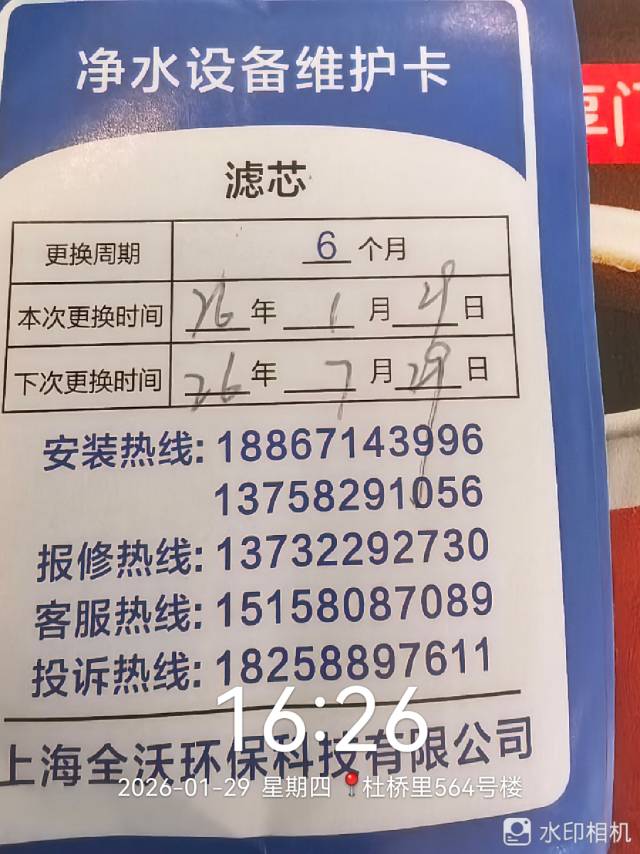 净水设备维护卡
滤芯
更换周期 6 个月
本次更换时间 26 年 1 月 29 日
下次更换时间 26 年 7 月 29 日
安装热线: 18867143996
13758291056
报修热线: 13732292730
客服热线: 15158087089
投诉热线: 18258897611
上海全沃环保科技有限公司
16:26
2026-01-29 星期四 杜桥里564号楼
水印相机